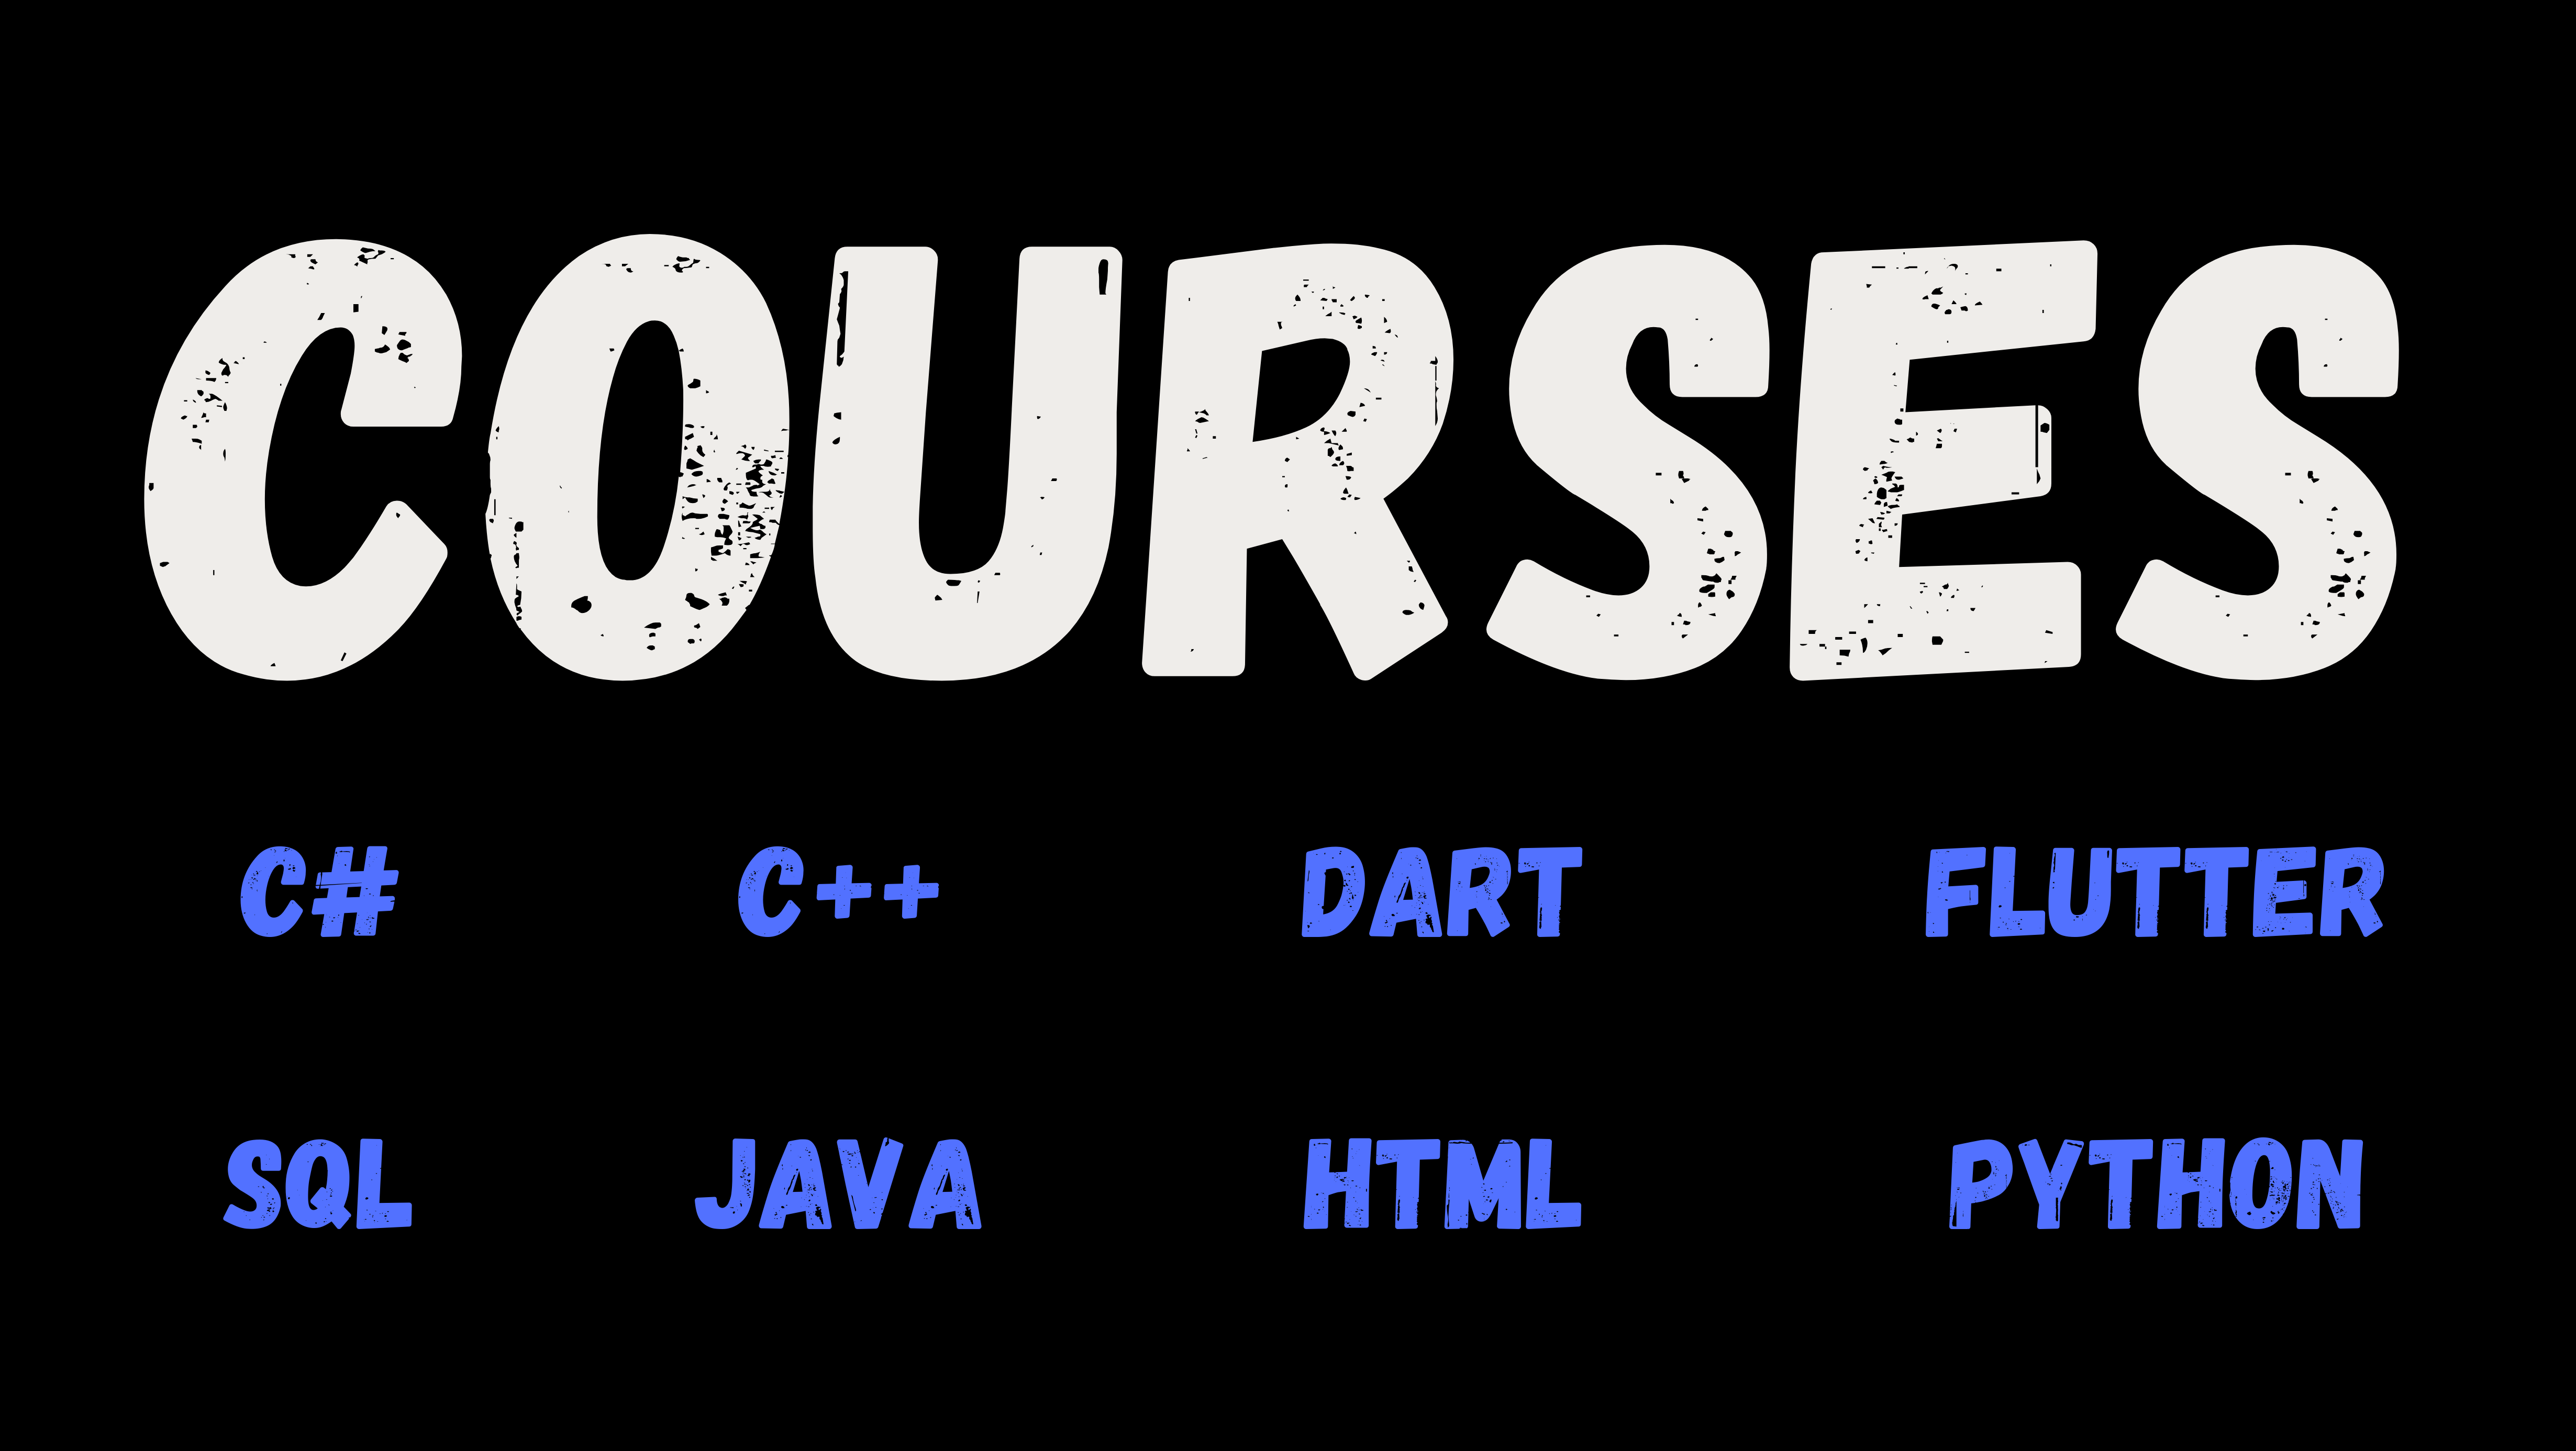 COURSES
C# C++ DART FLUTTER
SQL JAVA HTML PYTHON